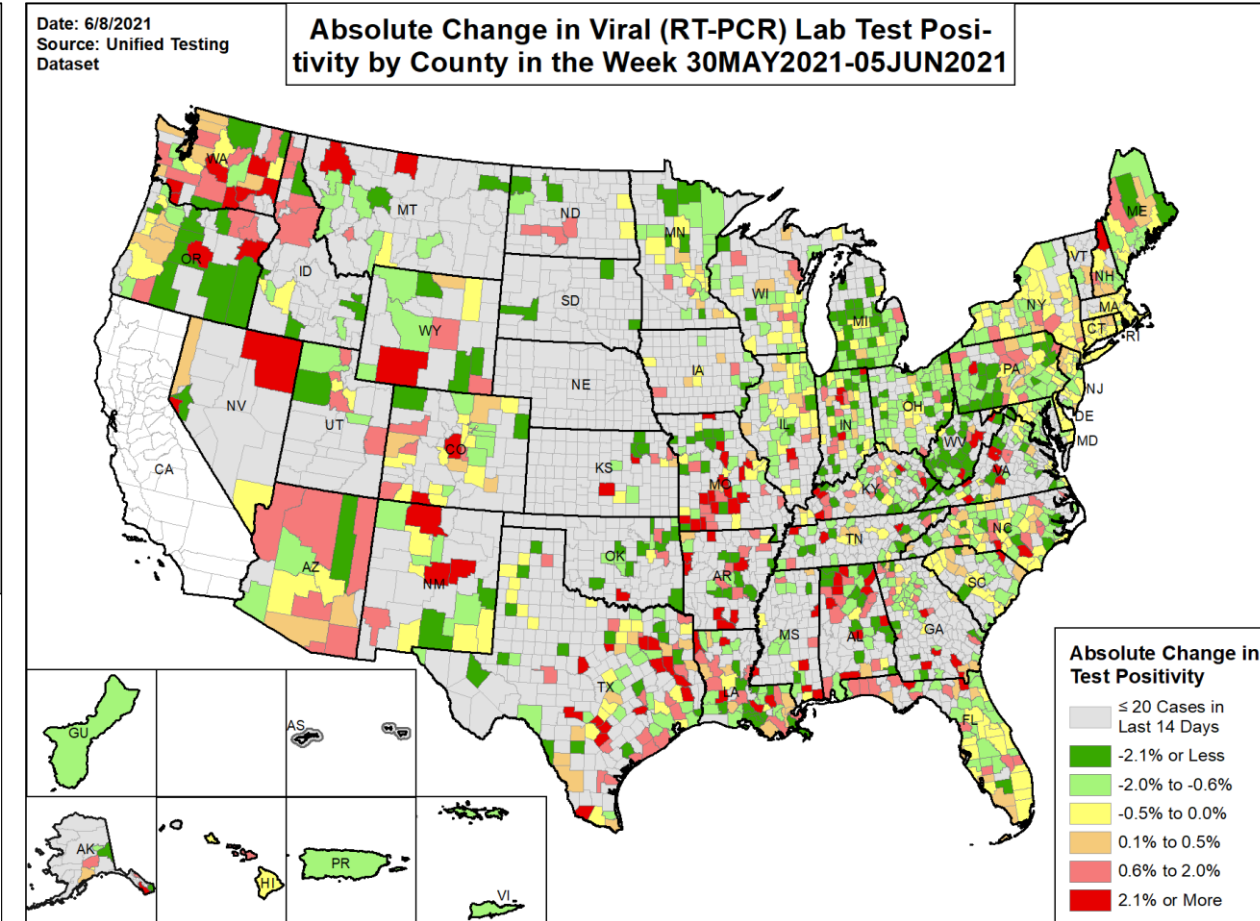 Date: 6/8/2021
Source: Unified Testing
Dataset
Absolute Change in Viral (RT-PCR) Lab Test Posi-
tivity by County in the Week 30MAY2021-05JUN2021
WA
MT
ND
MN
ME
OR
ID
SD
WI
VT
NH
WY
MI
NY
MA
CT
RI
IA
NE
PA
NV
UT
IL
IN
OH
NJ
DE
CO
WV
MD
CA
KS
MO
KY
VA
AZ
NM
OK
TN
NC
AR
SC
MS
AL
GA
TX
LA
FL
GU
AS
AK
HI
PR
VI
Absolute Change in
Test Positivity
≤ 20 Cases in
Last 14 Days
-2.1% or Less
-2.0% to -0.6%
-0.5% to 0.0%
0.1% to 0.5%
0.6% to 2.0%
2.1% or More